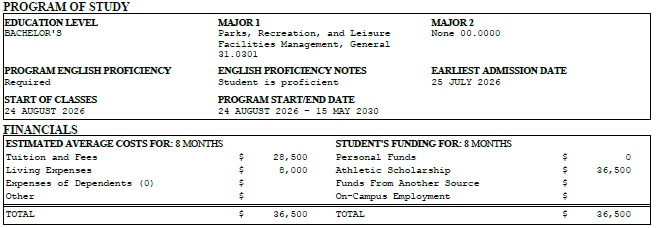 PROGRAM OF STUDY
EDUCATION LEVEL MAJOR 1 MAJOR 2
BACHELOR'S Parks, Recreation, and Leisure None 00.0000
Facilities Management, General
31.0301
PROGRAM ENGLISH PROFICIENCY ENGLISH PROFICIENCY NOTES EARLIEST ADMISSION DATE
Required Student is proficient 25 JULY 2026
START OF CLASSES PROGRAM START/END DATE
24 AUGUST 2026 24 AUGUST 2026 - 15 MAY 2030
FINANCIALS
ESTIMATED AVERAGE COSTS FOR: 8 MONTHS STUDENT'S FUNDING FOR: 8 MONTHS
Tuition and Fees $ 28,500 Personal Funds $ 0
Living Expenses $ 8,000 Athletic Scholarship $ 36,500
Expenses of Dependents (0) $ Funds From Another Source $
Other $ On-Campus Employment $
TOTAL $ 36,500 TOTAL $ 36,500